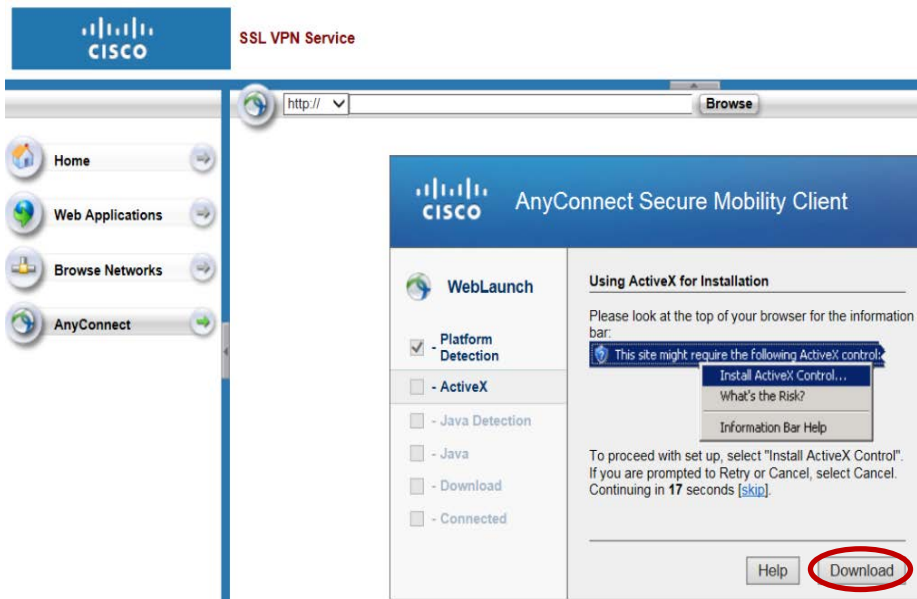 CISCO
SSL VPN Service
http://
Browse
Home
Web Applications
Browse Networks
AnyConnect
CISCO
AnyConnect Secure Mobility Client
WebLaunch
- Platform
Detection
- ActiveX
- Java Detection
- Java
- Download
- Connected
Using ActiveX for Installation
Please look at the top of your browser for the information
bar:
This site might require the following ActiveX control:
Install ActiveX Control...
What's the Risk?
Information Bar Help
To proceed with set up, select "Install ActiveX Control".
If you are prompted to Retry or Cancel, select Cancel.
Continuing in 17 seconds [skip].
Help
Download